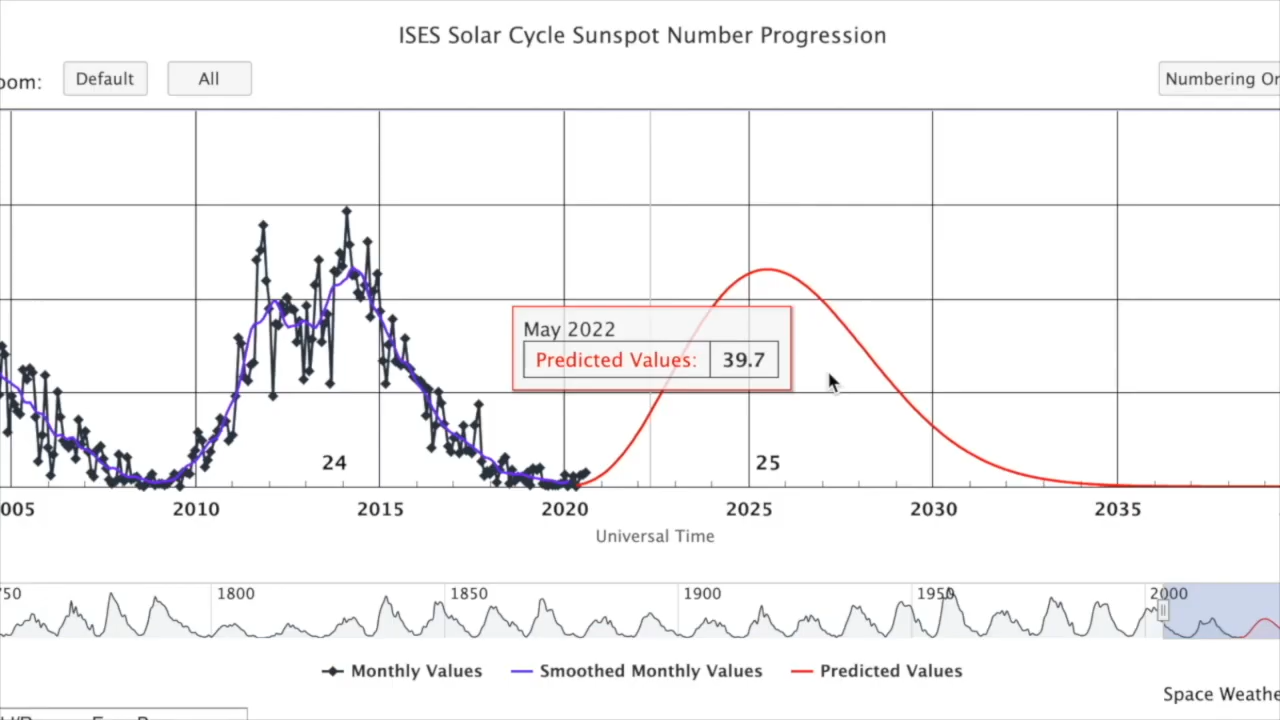 ISES Solar Cycle Sunspot Number Progression
oom: Default All Numbering On
May 2022
Predicted Values: 39.7
24 25
005 2010 2015 2020 2025 2030 2035
Universal Time
750 1800 1850 1900 1950 2000
Monthly Values Smoothed Monthly Values Predicted Values
Space Weathe